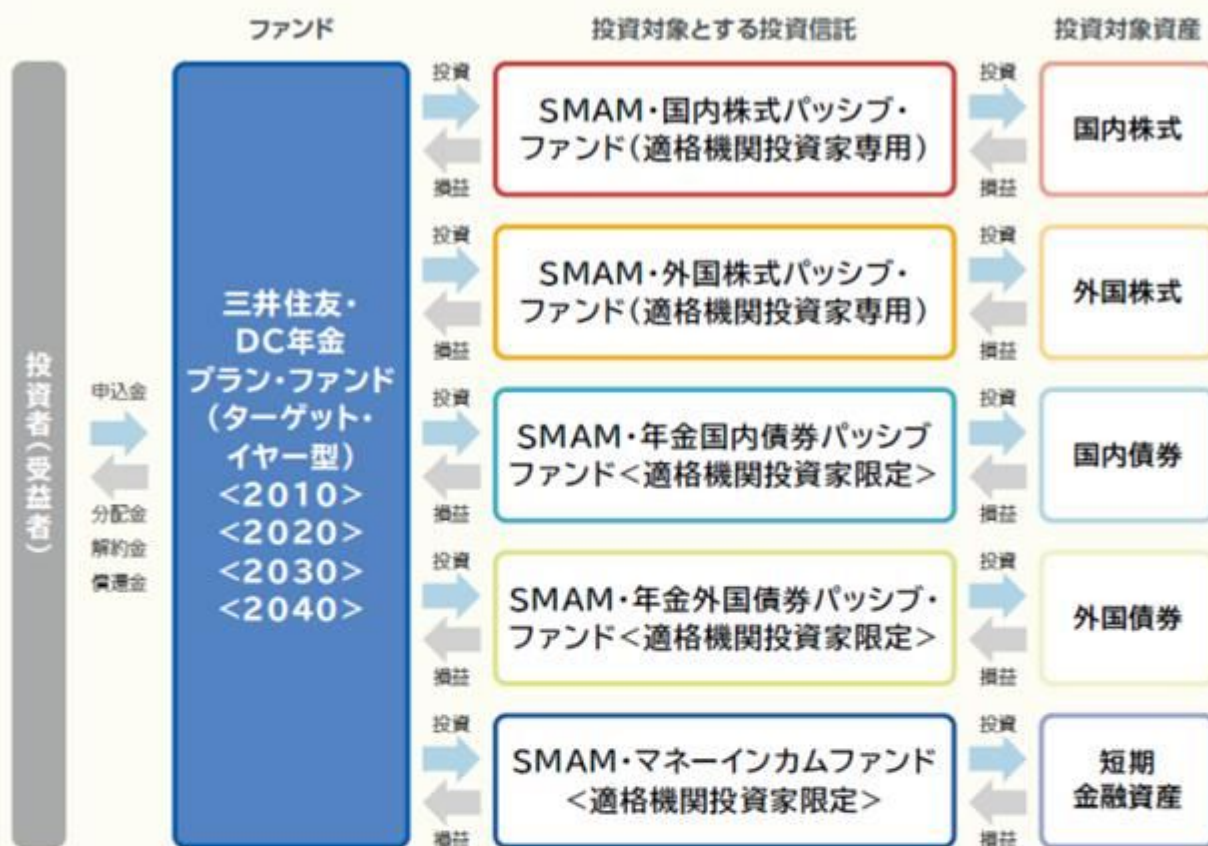 ファンド
投資対象とする投資信託
投資対象資産
投資者(受益者)
申込金
分配金
解約金
償還金
三井住友・
DC年金
プラン・ファンド
(ターゲット・
イヤー型)
<2010>
<2020>
<2030>
<2040>
投資
損益
SMAM・国内株式パッシブ・
ファンド(適格機関投資家専用)
投資
損益
国内株式
投資
損益
SMAM・外国株式パッシブ・
ファンド(適格機関投資家専用)
投資
損益
外国株式
投資
損益
SMAM・年金国内債券パッシブ
ファンド<適格機関投資家限定>
投資
損益
国内債券
投資
損益
SMAM・年金外国債券パッシブ・
ファンド<適格機関投資家限定>
投資
損益
外国債券
投資
損益
SMAM・マネーインカムファンド
<適格機関投資家限定>
投資
損益
短期
金融資産